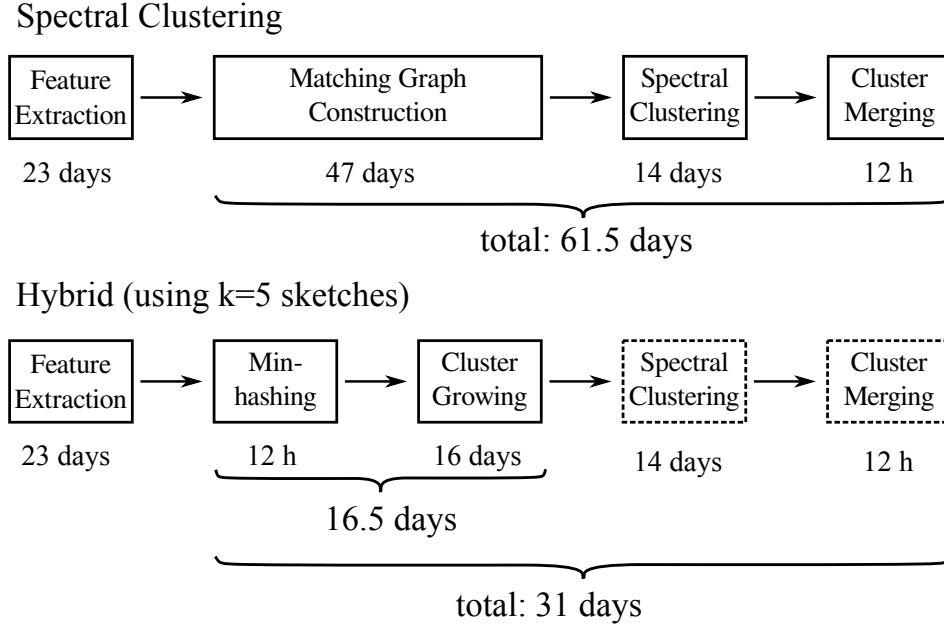 Spectral Clustering
Feature
Extraction
Matching Graph
Construction
Spectral
Clustering
Cluster
Merging
23 days
47 days
14 days
12 h
total: 61.5 days
Hybrid (using k=5 sketches)
Feature
Extraction
Min-
hashing
Cluster
Growing
Spectral
Clustering
Cluster
Merging
23 days
12 h
16 days
14 days
12 h
16.5 days
total: 31 days